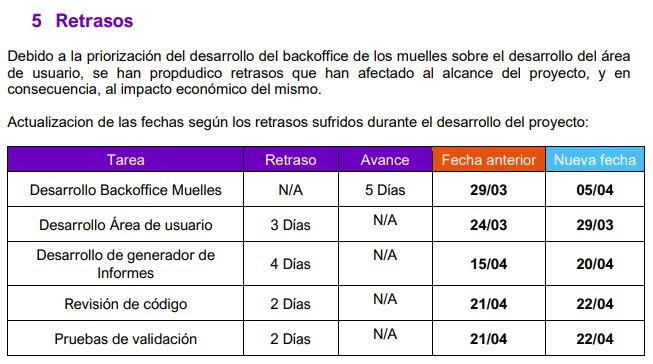 5 Retrasos
Debido a la priorización del desarrollo del backoffice de los muelles sobre el desarrollo del área
de usuario, se han propdudico retrasos que han afectado al alcance del proyecto, y en
consecuencia, al impacto económico del mismo.
Actualizacion de las fechas según los retrasos sufridos durante el desarrollo del proyecto:
Tarea Retraso Avance Fecha anterior Nueva fecha
Desarrollo Backoffice Muelles N/A 5 Días 29/03 05/04
Desarrollo Área de usuario 3 Días N/A 24/03 29/03
Desarrollo de generador de
Informes 4 Días N/A 15/04 20/04
Revisión de código 2 Días N/A 21/04 22/04
Pruebas de validación 2 Días N/A 21/04 22/04